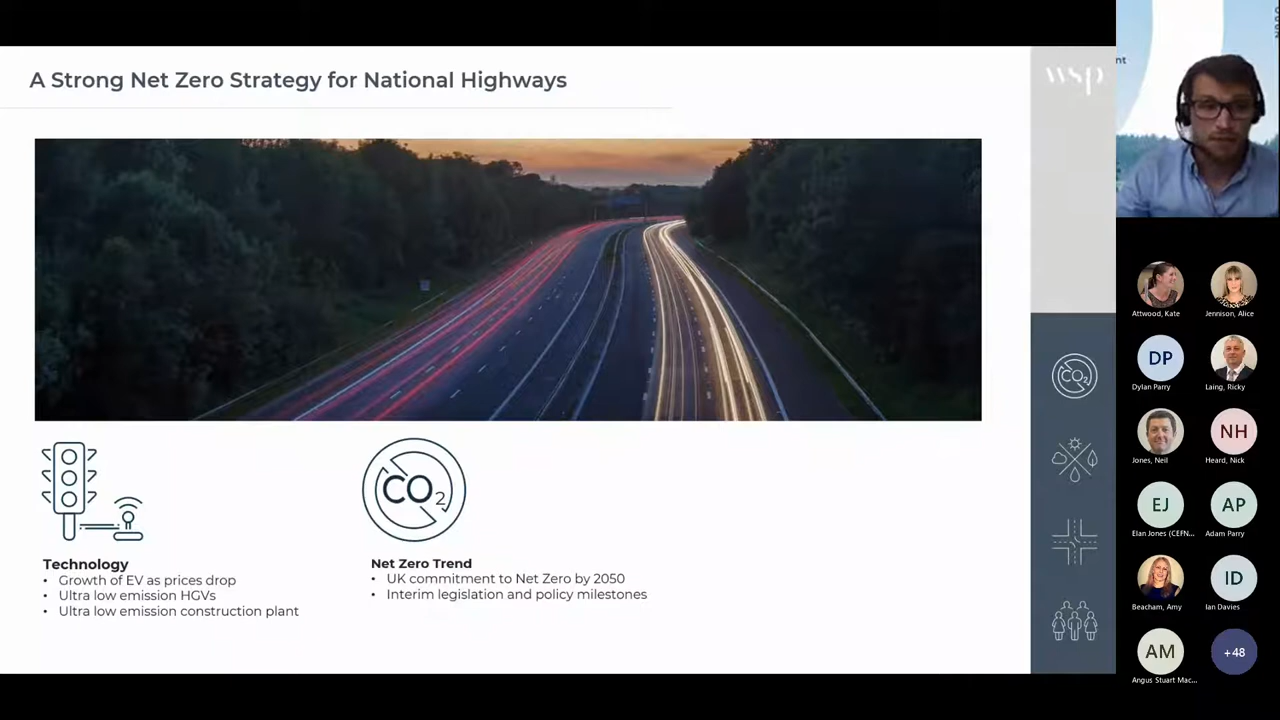 A Strong Net Zero Strategy for National Highways
wsp
nt
CO2
Technology
• Growth of EV as prices drop
• Ultra low emission HGVs
• Ultra low emission construction plant
CO2
Net Zero Trend
• UK commitment to Net Zero by 2050
• Interim legislation and policy milestones
Attwood, Kate
Jennison, Alice
DP
Dylan Parry
Laing, Ricky
Jones, Neil
NH
Heard, Nick
EJ
Elan Jones (CEFN...
AP
Adam Parry
Beacham, Amy
ID
Ian Davies
AM
Angus Stuart Mac...
+48